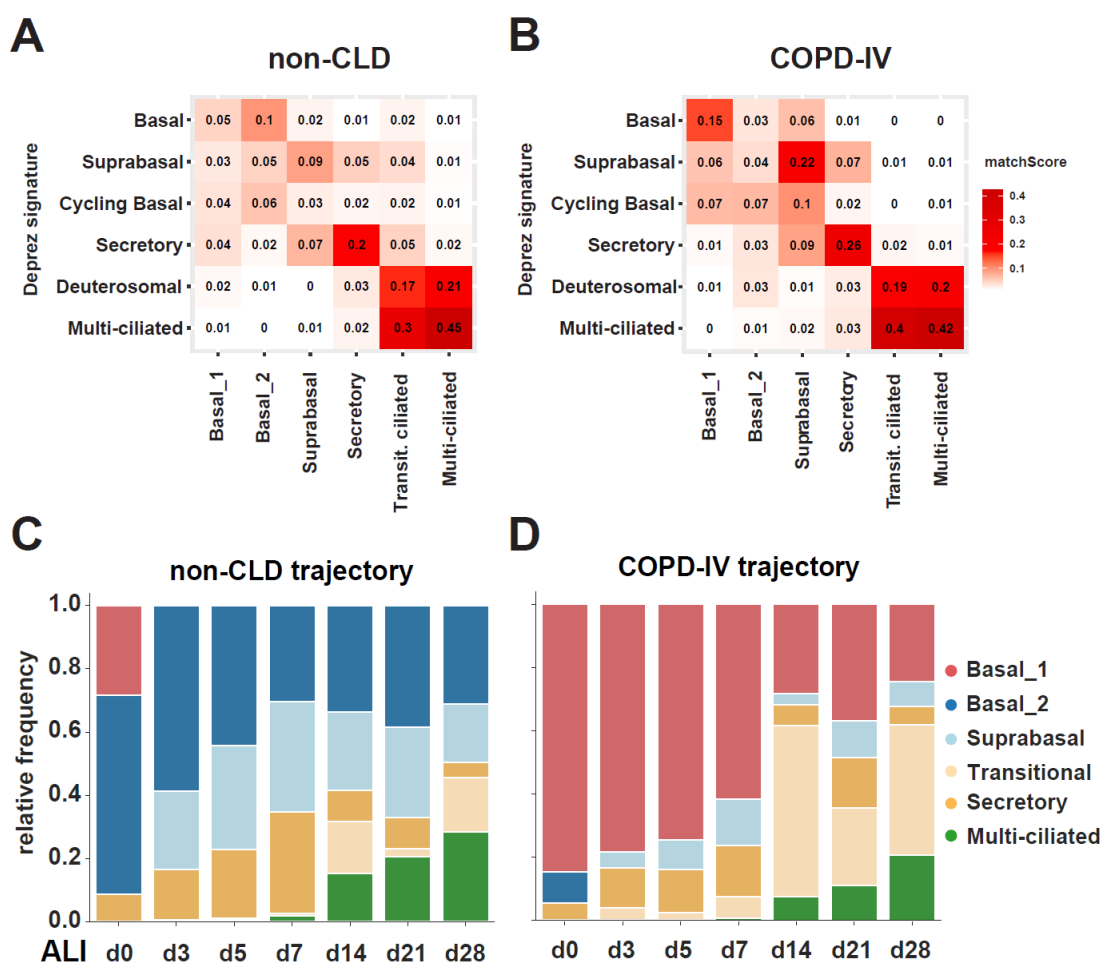 A
non-CLD
Deprez signature
Basal 0.05 0.1 0.02 0.01 0.02 0.01
Suprabasal 0.03 0.05 0.09 0.05 0.04 0.01
Cycling Basal 0.04 0.06 0.03 0.02 0.02 0.01
Secretory 0.04 0.02 0.07 0.2 0.05 0.02
Deuterosomal 0.02 0.01 0 0.03 0.17 0.21
Multi-ciliated 0.01 0 0.01 0.02 0.3 0.45
Basal_1 Basal_2 Suprabasal Secretory Transit. ciliated Multi-ciliated
B
COPD-IV
Deprez signature
Basal 0.15 0.03 0.06 0.01 0 0
Suprabasal 0.06 0.04 0.22 0.07 0.01 0.01
Cycling Basal 0.07 0.07 0.1 0.02 0 0.01
Secretory 0.01 0.03 0.09 0.26 0.02 0.01
Deuterosomal 0.01 0.03 0.01 0.03 0.19 0.2
Multi-ciliated 0 0.01 0.02 0.03 0.4 0.42
Basal_1 Basal_2 Suprabasal Secretory Transit. ciliated Multi-ciliated
matchScore
0.4
0.3
0.2
0.1
C
non-CLD trajectory
relative frequency
1.0
0.8
0.6
0.4
0.2
0.0
ALI d0 d3 d5 d7 d14 d21 d28
D
COPD-IV trajectory
d0 d3 d5 d7 d14 d21 d28
Basal_1
Basal_2
Suprabasal
Transitional
Secretory
Multi-ciliated